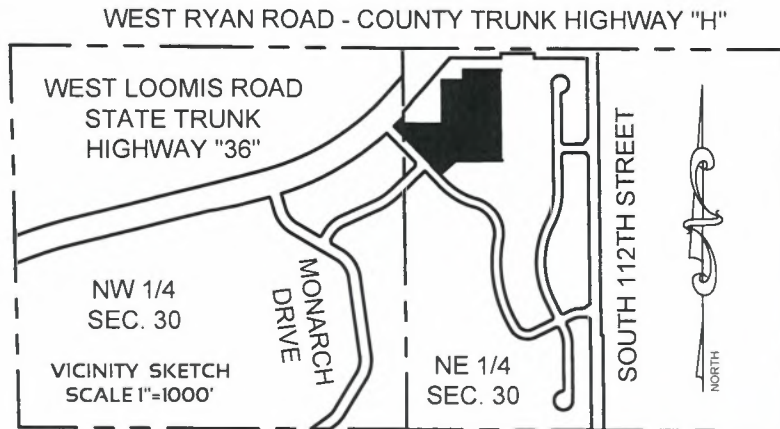 WEST RYAN ROAD - COUNTY TRUNK HIGHWAY "H"
WEST LOOMIS ROAD
STATE TRUNK
HIGHWAY "36"
SOUTH 112TH STREET
MONARCH
DRIVE
NW 1/4
SEC. 30
VICINITY SKETCH
SCALE 1"=1000'
NE 1/4
SEC. 30
NORTH